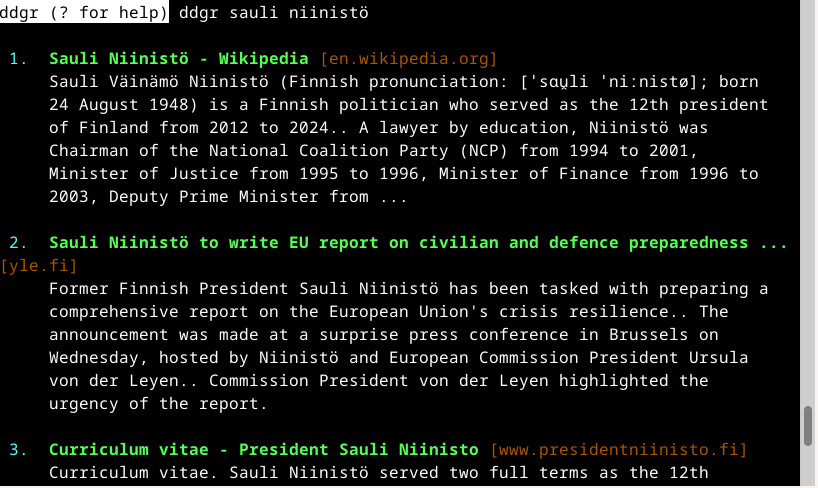 ddgr (? for help) ddgr sauli niinistö
1. Sauli Niinistö - Wikipedia [en.wikipedia.org]
Sauli Väinämö Niinistö (Finnish pronunciation: [ˈsɑu̯li ˈniːnistø]; born
24 August 1948) is a Finnish politician who served as the 12th president
of Finland from 2012 to 2024.. A lawyer by education, Niinistö was
Chairman of the National Coalition Party (NCP) from 1994 to 2001,
Minister of Justice from 1995 to 1996, Minister of Finance from 1996 to
2003, Deputy Prime Minister from ...
2. Sauli Niinistö to write EU report on civilian and defence preparedness ...
[yle.fi]
Former Finnish President Sauli Niinistö has been tasked with preparing a
comprehensive report on the European Union's crisis resilience.. The
announcement was made at a surprise press conference in Brussels on
Wednesday, hosted by Niinistö and European Commission President Ursula
von der Leyen.. Commission President von der Leyen highlighted the
urgency of the report.
3. Curriculum vitae - President Sauli Niinisto [www.presidentniinisto.fi]
Curriculum vitae. Sauli Niinistö served two full terms as the 12th